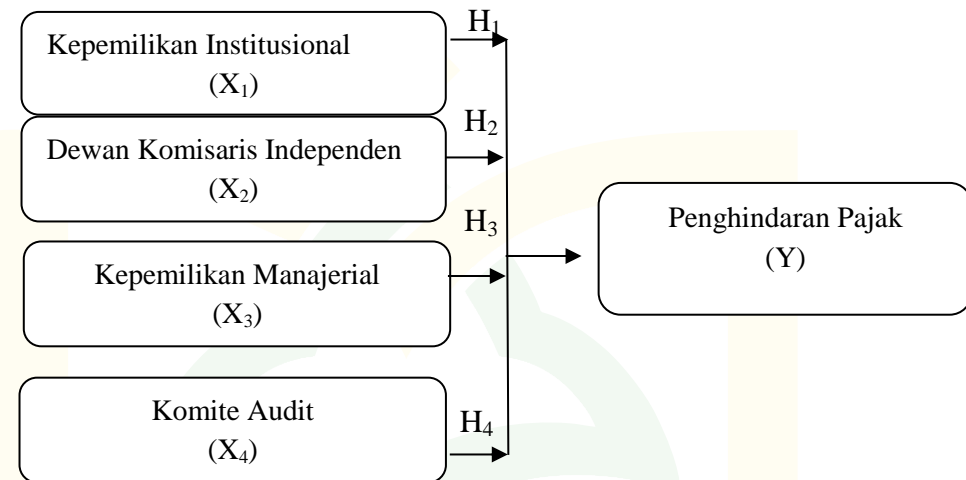 H₁
Kepemilikan Institusional
(X₁)
H₂
Dewan Komisaris Independen
(X₂)
H₃
Kepemilikan Manajerial
(X₃)
H₄
Komite Audit
(X₄)
Penghindaran Pajak
(Y)